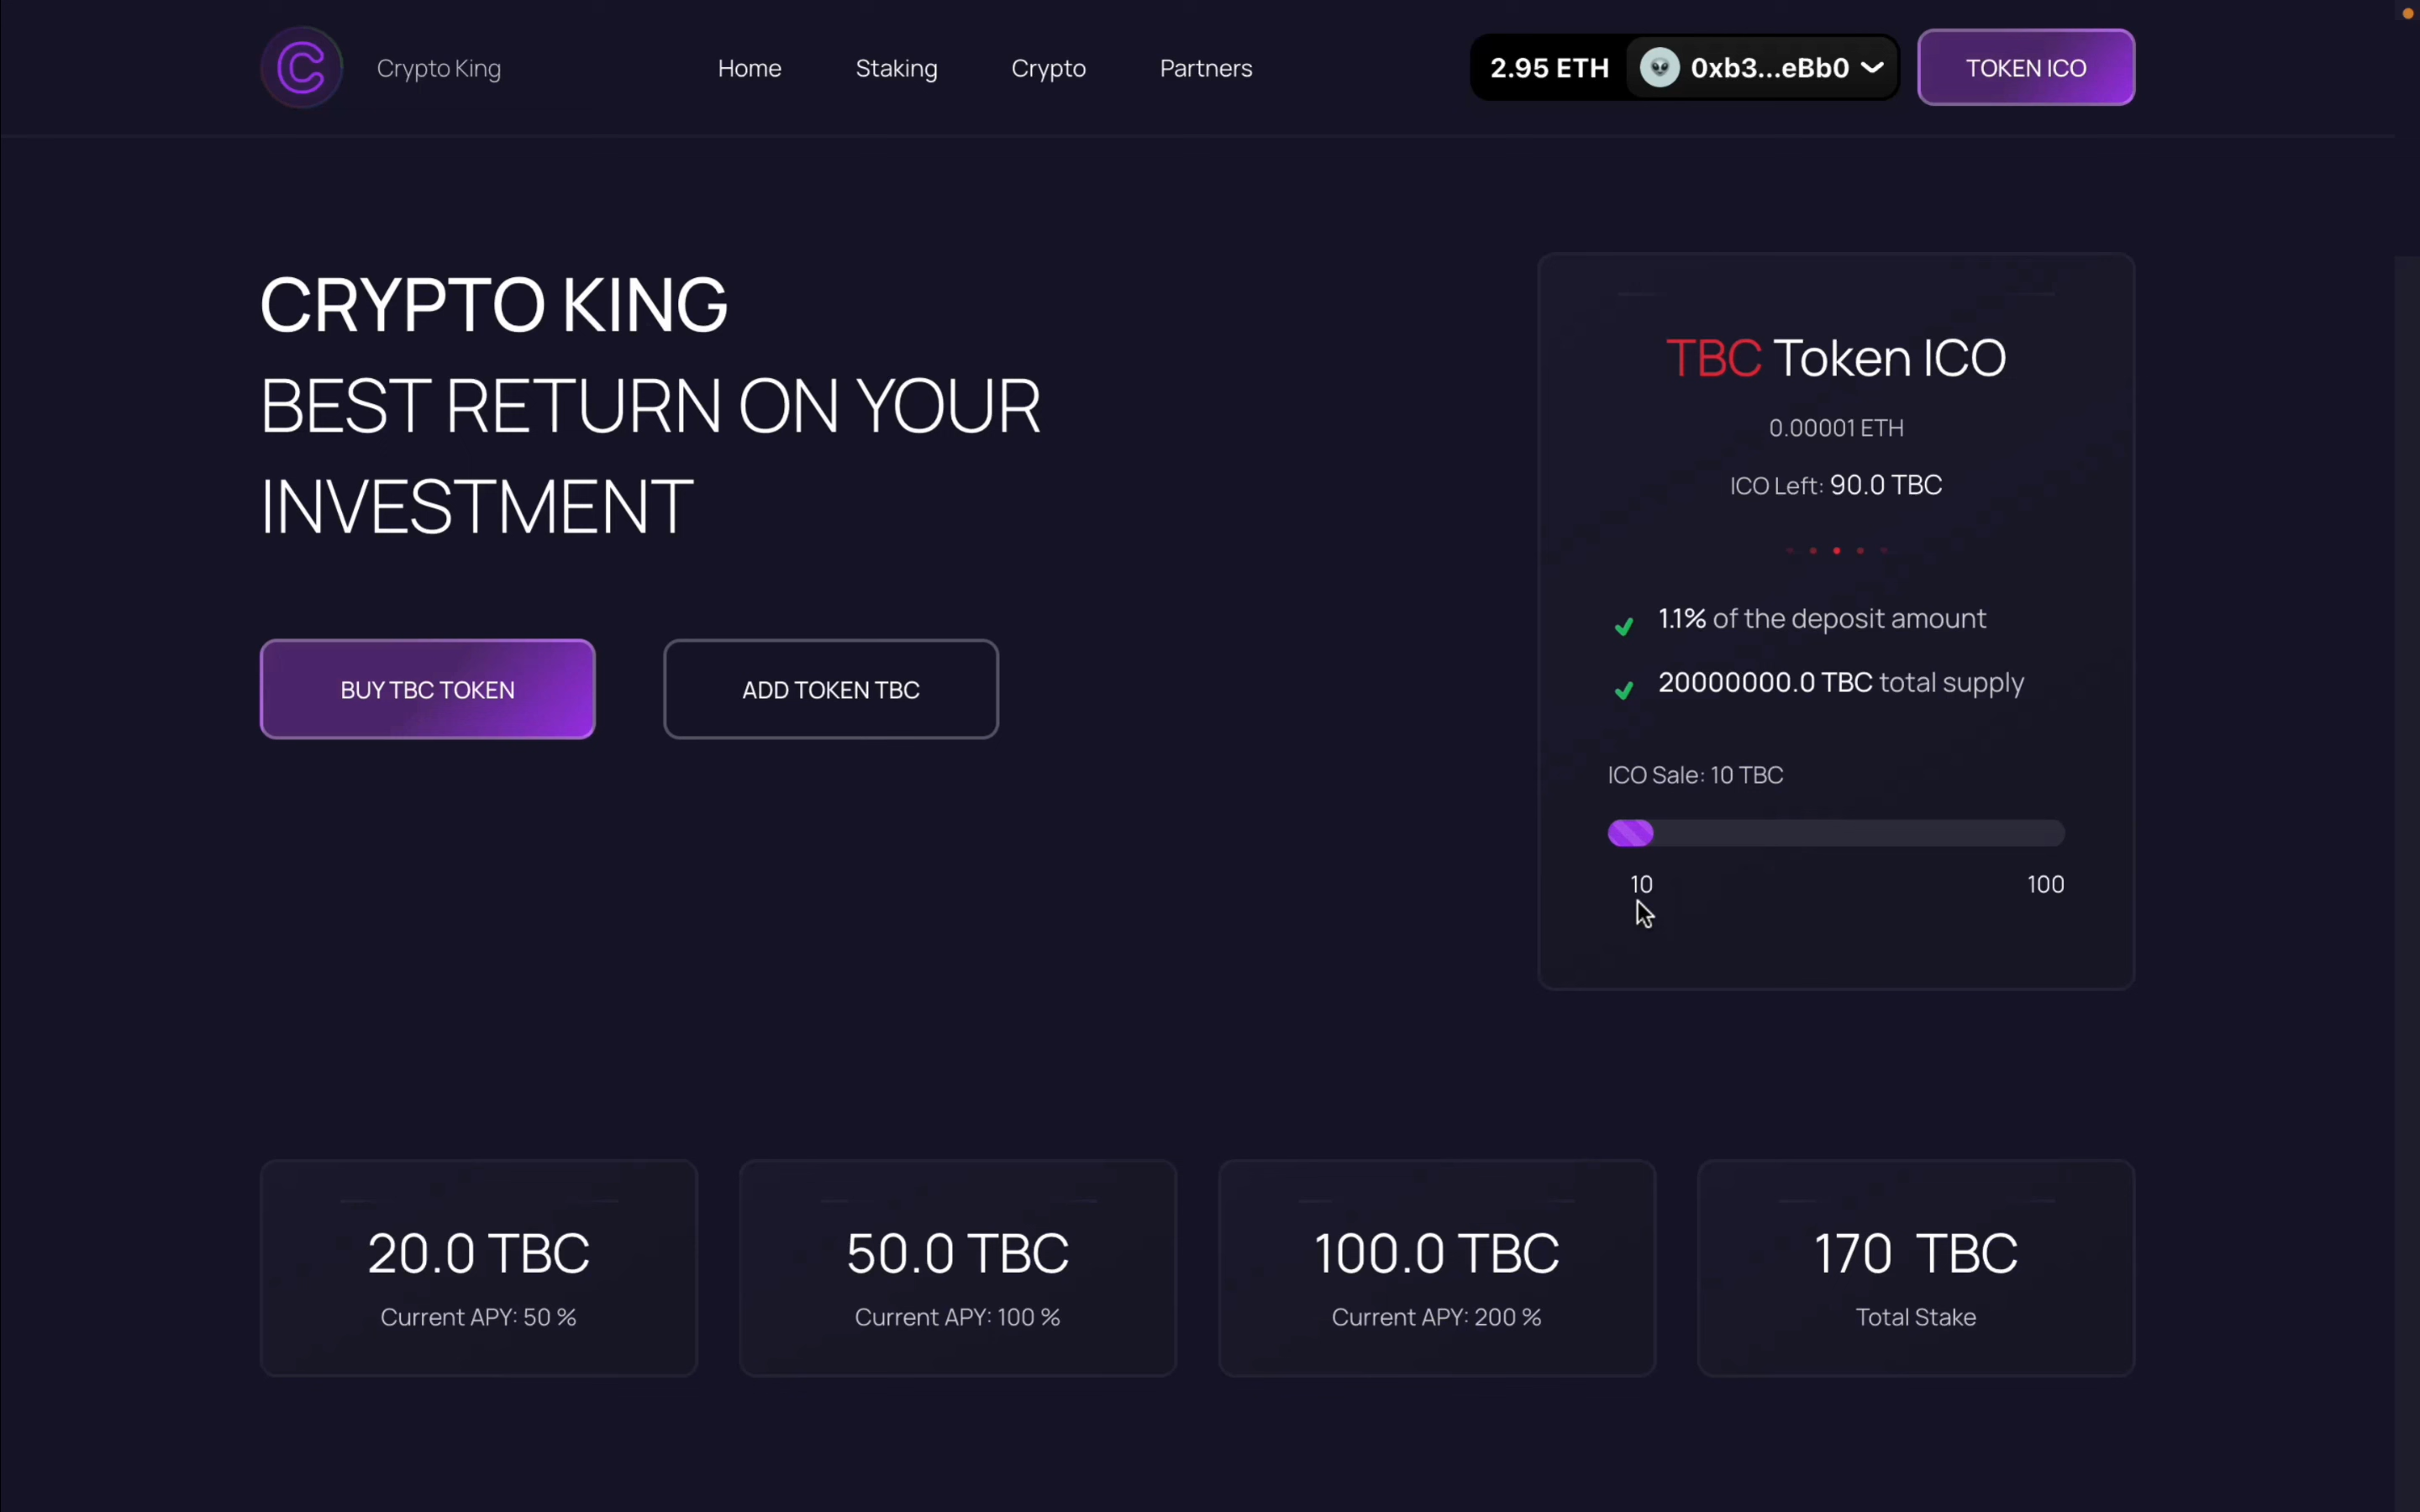 Crypto King
Home
Staking
Crypto
Partners
2.95 ETH
0xb3...eBb0
TOKEN ICO
CRYPTO KING
BEST RETURN ON YOUR
INVESTMENT
BUY TBC TOKEN
ADD TOKEN TBC
TBC Token ICO
0.00001 ETH
ICO Left: 90.0 TBC
1.1% of the deposit amount
20000000.0 TBC total supply
ICO Sale: 10 TBC
10
100
20.0 TBC
Current APY: 50 %
50.0 TBC
Current APY: 100 %
100.0 TBC
Current APY: 200 %
170 TBC
Total Stake